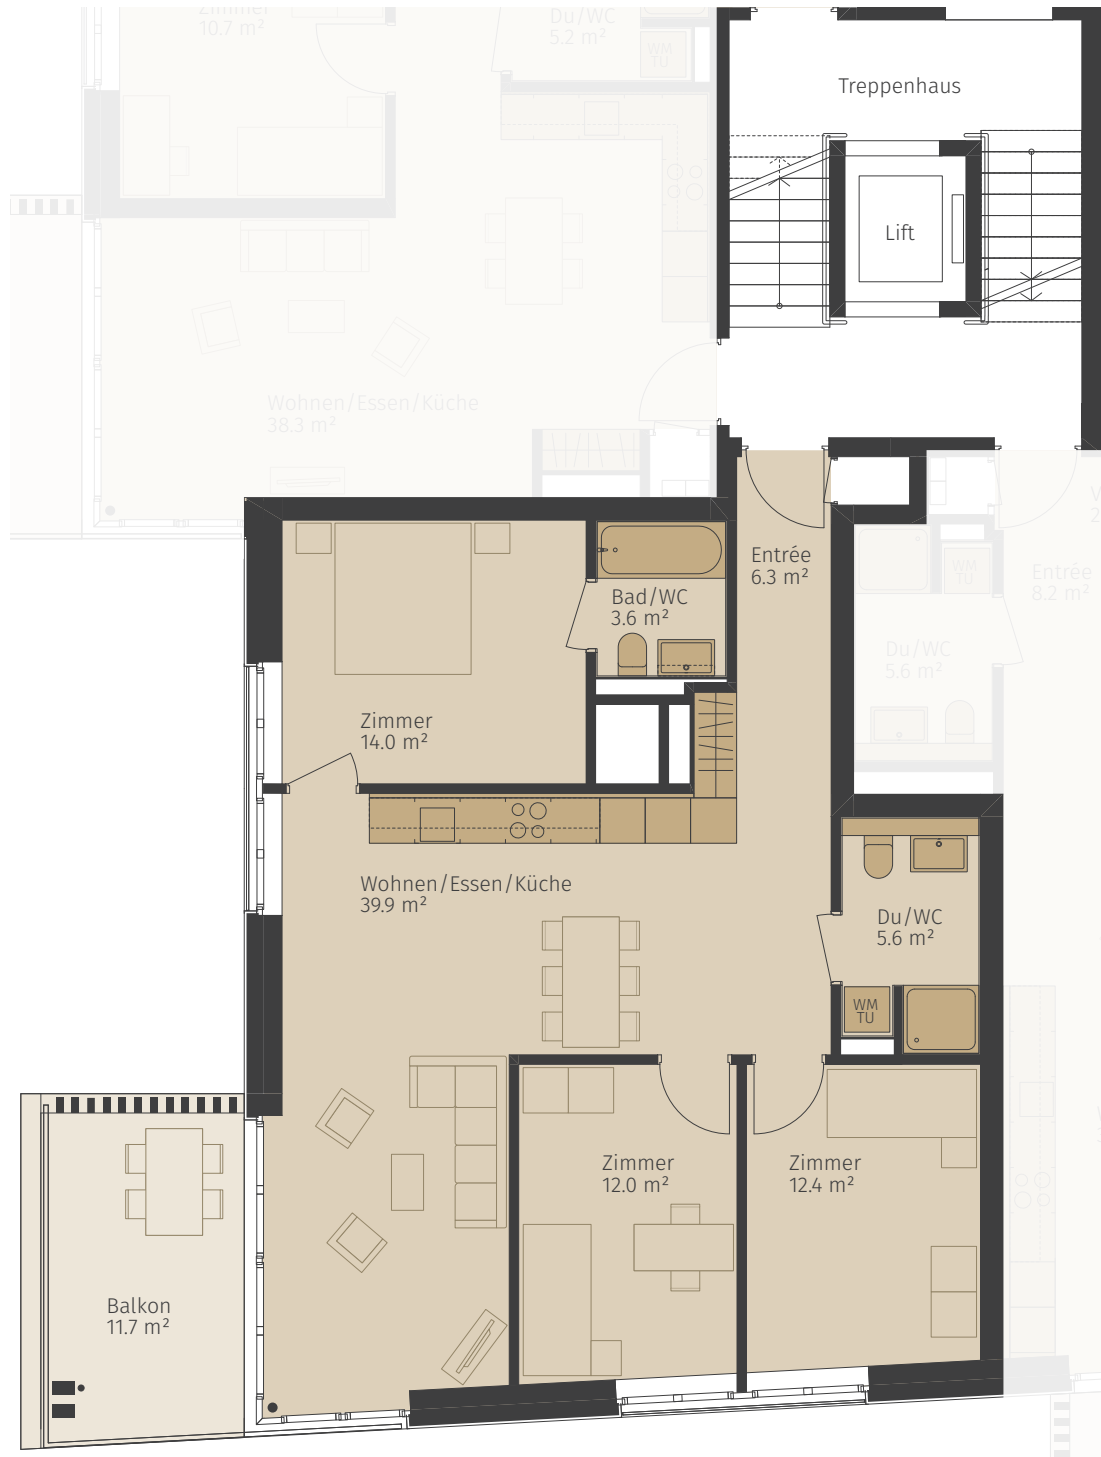 Zimmer
10.7 m²
Du/WC
5.2 m²
WM
TU
Treppenhaus
Lift
Wohnen/Essen/Küche
38.3 m²
Entrée
6.3 m²
Bad/WC
3.6 m²
WM
TU
Entrée
8.2 m²
Du/WC
5.6 m²
Zimmer
14.0 m²
Wohnen/Essen/Küche
39.9 m²
Du/WC
5.6 m²
WM
TU
Zimmer
12.0 m²
Zimmer
12.4 m²
Balkon
11.7 m²